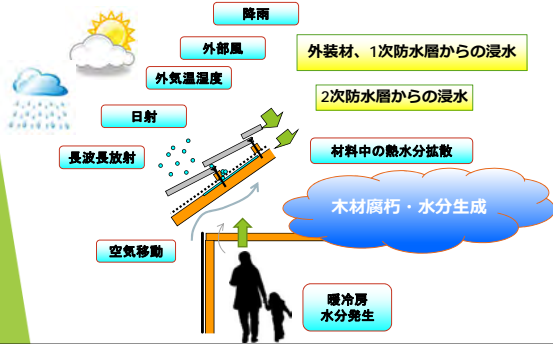 降雨
外部風
外気温湿度
日射
長波長放射
外装材、1次防水層からの浸水
2次防水層からの浸水
材料中の熱水分拡散
木材腐朽・水分生成
空気移動
暖冷房
水分発生